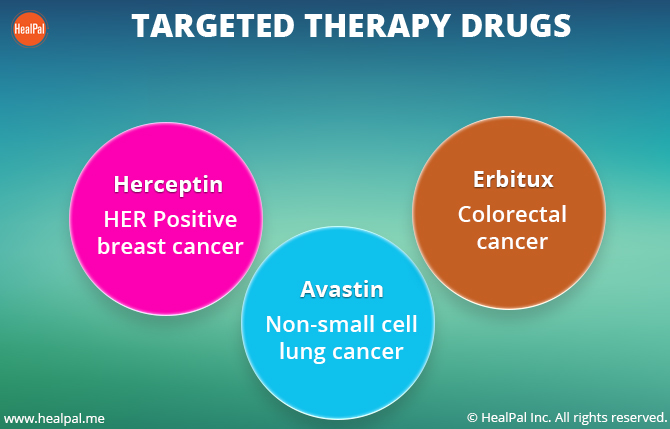 HealPal
TARGETED THERAPY DRUGS
Herceptin
HER Positive
breast cancer
Avastin
Non-small cell
lung cancer
Erbitux
Colorectal
cancer
www.healpal.me
© HealPal Inc. All rights reserved.